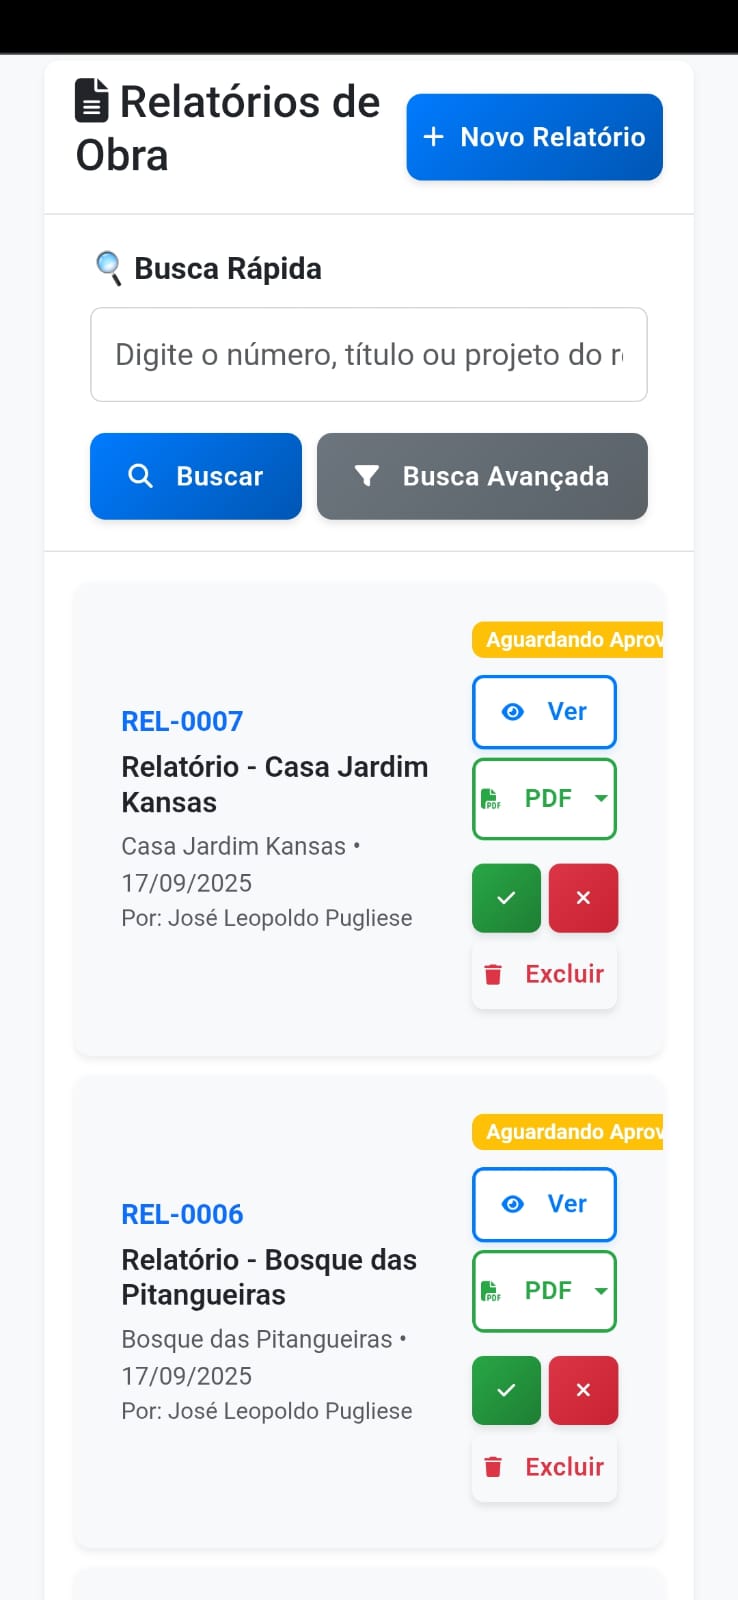 Relatórios de
Obra
+ Novo Relatório
Busca Rápida
Digite o número, título ou projeto do r
Buscar
Busca Avançada
Aguardando Aprov
REL-0007
Relatório - Casa Jardim
Kansas
Casa Jardim Kansas •
17/09/2025
Por: José Leopoldo Pugliese
Ver
PDF
Excluir
Aguardando Aprov
REL-0006
Relatório - Bosque das
Pitangueiras
Bosque das Pitangueiras •
17/09/2025
Por: José Leopoldo Pugliese
Ver
PDF
Excluir